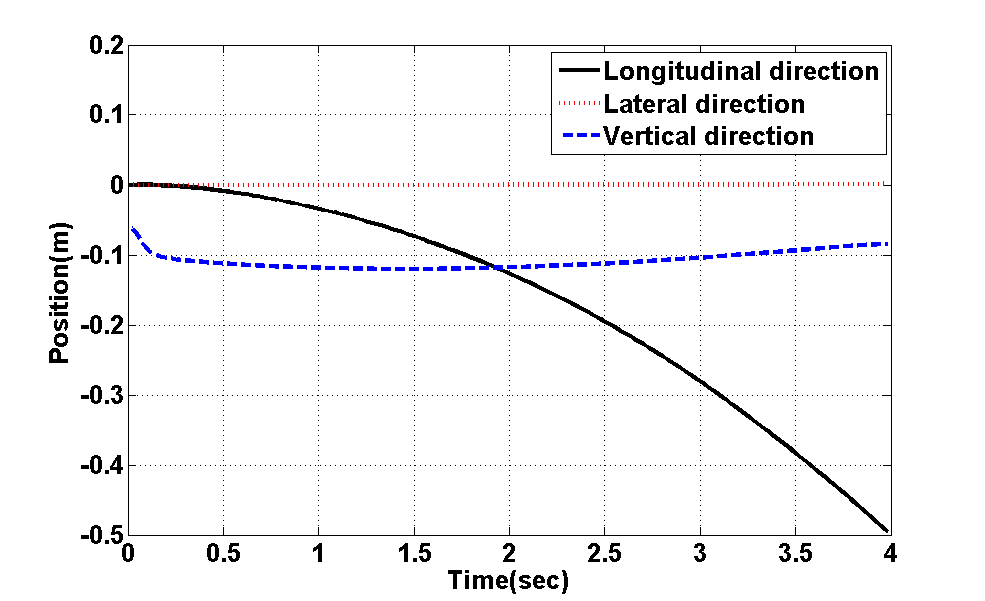 0.2
0.1
0
-0.1
-0.2
-0.3
-0.4
-0.5
Position(m)
Longitudinal direction
Lateral direction
Vertical direction
0 0.5 1 1.5 2 2.5 3 3.5 4
Time(sec)